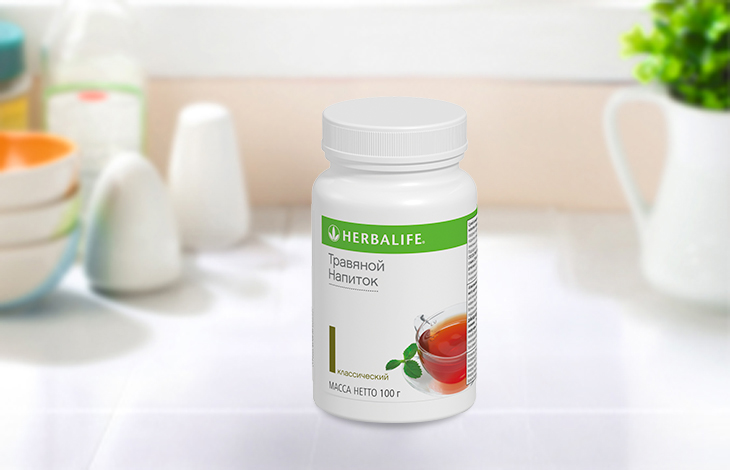 HERBALIFE®
Травяной
Напиток
классический
МАССА НЕТТО 100 г